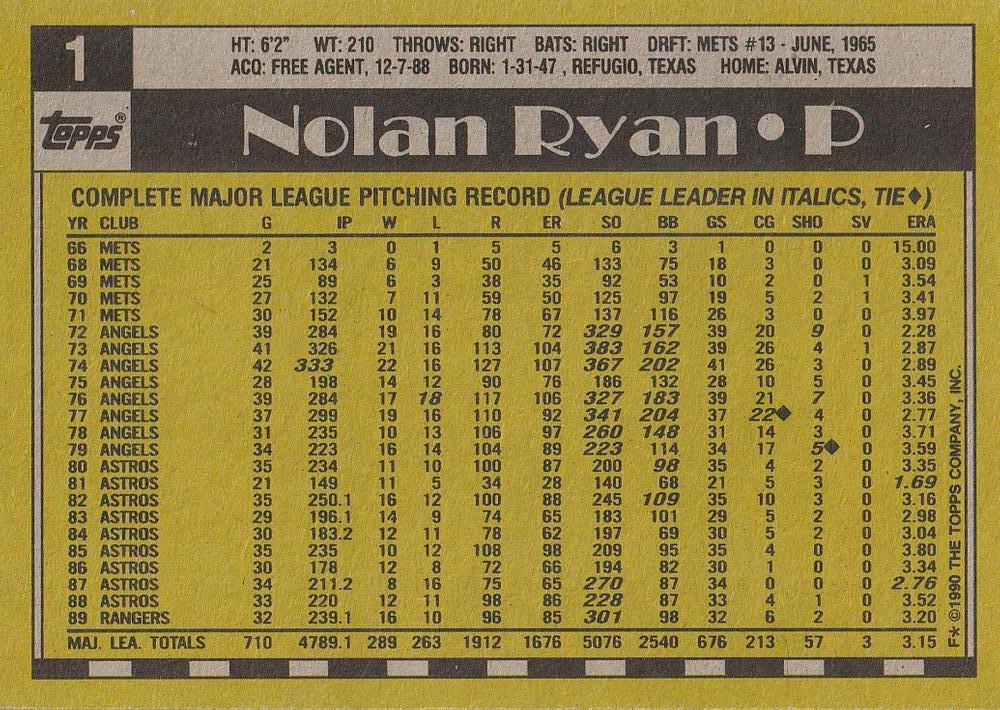 1
HT: 6'2" WT: 210 THROWS: RIGHT BATS: RIGHT DRFT: METS #13 - JUNE, 1965
ACQ: FREE AGENT, 12-7-88 BORN: 1-31-47 , REFUGIO, TEXAS HOME: ALVIN, TEXAS
topps®
Nolan Ryan • P
COMPLETE MAJOR LEAGUE PITCHING RECORD (LEAGUE LEADER IN ITALICS, TIE♦)
YR CLUB G IP W L R ER SO BB GS CG SHO SV ERA
66 METS 2 3 0 1 5 5 6 3 1 0 0 0 15.00
68 METS 21 134 6 9 50 46 133 75 18 3 0 0 3.09
69 METS 25 89 6 3 38 35 92 53 10 2 0 1 3.54
70 METS 27 132 7 11 59 50 125 97 19 5 2 1 3.41
71 METS 30 152 10 14 78 67 137 116 26 3 0 0 3.97
72 ANGELS 39 284 19 16 80 72 329 157 39 20 9 0 2.28
73 ANGELS 41 326 21 16 113 104 383 162 39 26 4 1 2.87
74 ANGELS 42 333 22 16 127 107 367 202 41 26 3 0 2.89
75 ANGELS 28 198 14 12 90 76 186 132 28 10 5 0 3.45
76 ANGELS 39 284 17 18 117 106 327 183 39 21 7 0 3.36
77 ANGELS 37 299 19 16 110 92 341 204 37 22♦ 4 0 2.77
78 ANGELS 31 235 10 13 106 97 260 148 31 14 3 0 3.71
79 ANGELS 34 223 16 14 104 89 223 114 34 17 5♦ 0 3.59
80 ASTROS 35 234 11 10 100 87 200 98 35 4 2 0 3.35
81 ASTROS 21 149 11 5 34 28 140 68 21 5 3 0 1.69
82 ASTROS 35 250.1 16 12 100 88 245 109 35 10 3 0 3.16
83 ASTROS 29 196.1 14 9 74 65 183 101 29 5 2 0 2.98
84 ASTROS 30 183.2 12 11 78 62 197 69 30 5 2 0 3.04
85 ASTROS 35 235 10 12 108 98 209 95 35 4 0 0 3.80
86 ASTROS 30 178 12 8 72 66 194 82 30 1 0 0 3.34
87 ASTROS 34 211.2 8 16 75 65 270 87 34 0 0 0 2.76
88 ASTROS 33 220 12 11 98 86 228 87 33 4 1 0 3.52
89 RANGERS 32 239.1 16 10 96 85 301 98 32 6 2 0 3.20
MAJ. LEA. TOTALS 710 4789.1 289 263 1912 1676 5076 2540 676 213 57 3 3.15
F★ ©1990 THE TOPPS COMPANY, INC.